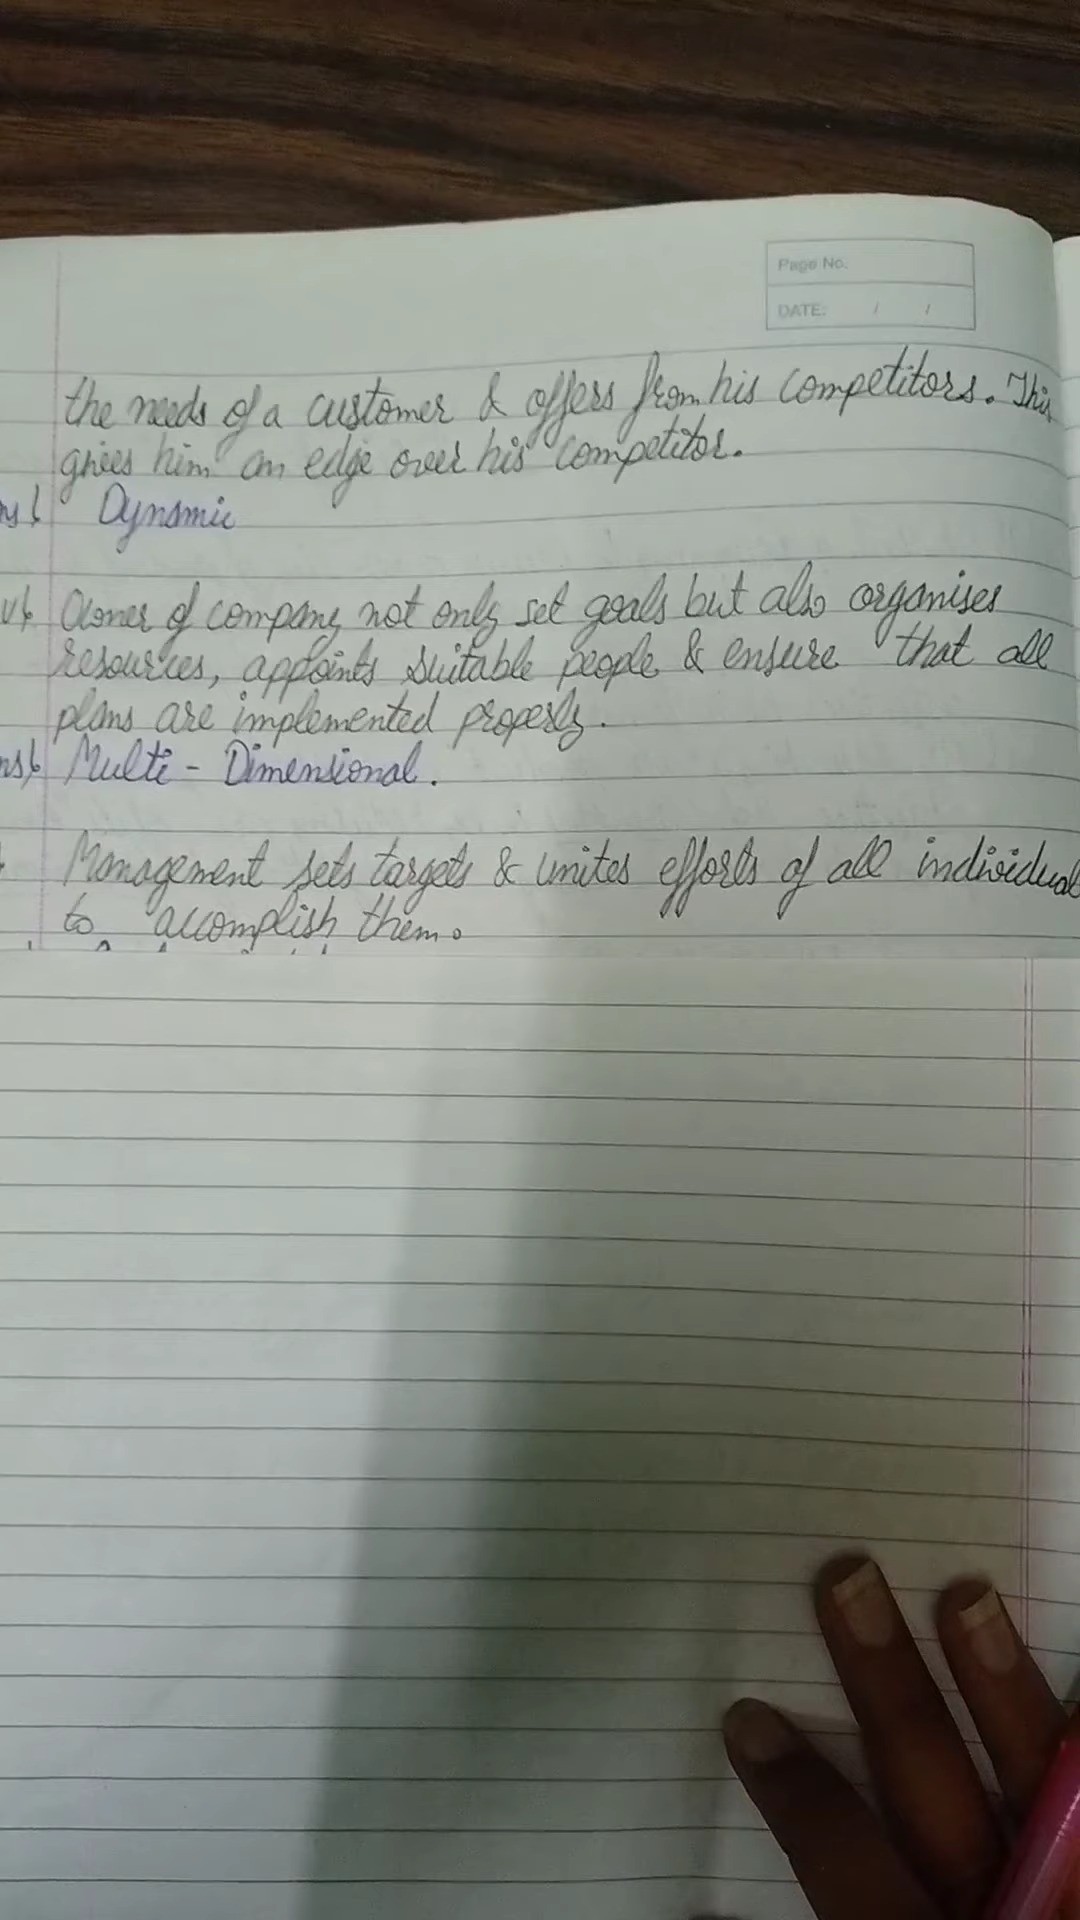 Page No.
DATE: / /
the needs of a customer & offers from his competitors. This
gives him an edge over his competitor.
Dynamic
Owner of company not only set goals but also organises
resources, appoints suitable people & ensure that all
plans are implemented properly.
Multi - Dimensional.
Management sets targets & unites efforts of all individual
to accomplish them.